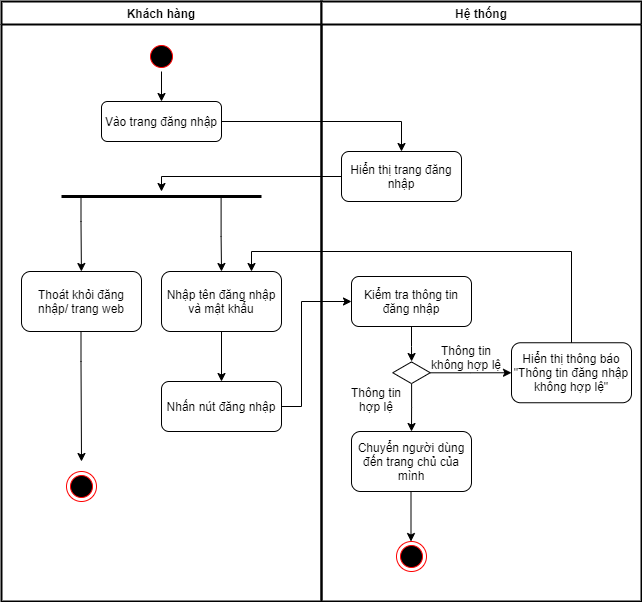 Khách hàng
Hệ thống
Vào trang đăng nhập
Hiển thị trang đăng
nhập
Thoát khỏi đăng
nhập/ trang web
Nhập tên đăng nhập
và mật khẩu
Kiểm tra thông tin
đăng nhập
Thông tin
không hợp lệ
Hiển thị thông báo
"Thông tin đăng nhập
không hợp lệ"
Thông tin
hợp lệ
Nhấn nút đăng nhập
Chuyển người dùng
đến trang chủ của
mình